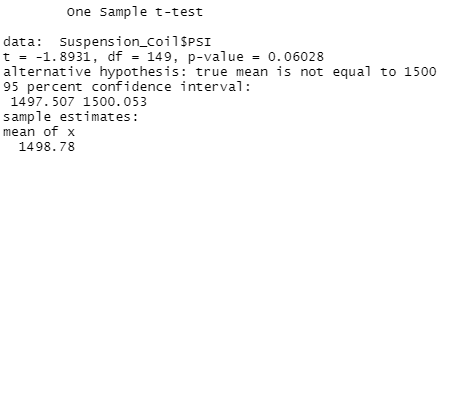 One Sample t-test
data: Suspension_Coil$PSI
t = -1.8931, df = 149, p-value = 0.06028
alternative hypothesis: true mean is not equal to 1500
95 percent confidence interval:
1497.507 1500.053
sample estimates:
mean of x
1498.78